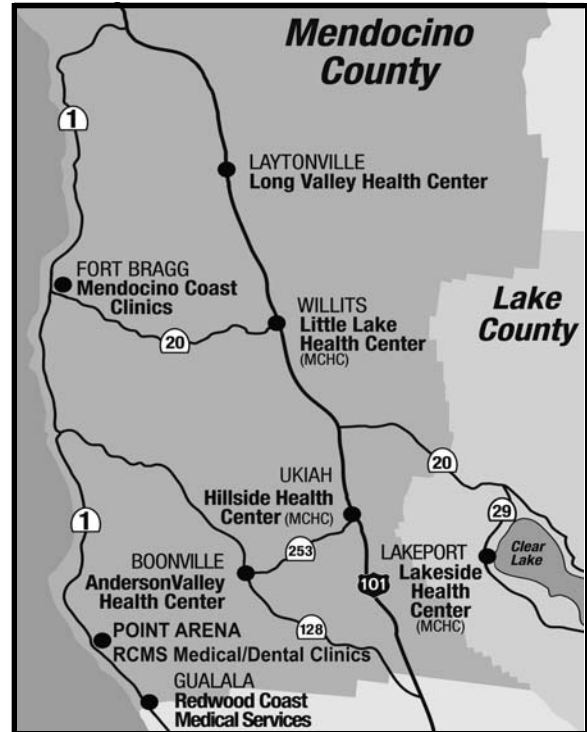 Mendocino
County
1
LAYTONVILLE
Long Valley Health Center
FORT BRAGG
Mendocino Coast
Clinics
WILLITS
Little Lake
Health Center
(MCHC)
Lake
County
20
20
UKIAH
Hillside Health
Center (MCHC)
29
1
253
LAKEPORT
Lakeside
Health
Center
(MCHC)
Clear
Lake
BOONVILLE
AndersonValley
Health Center
101
128
POINT ARENA
RCMS Medical/Dental Clinics
GUALALA
Redwood Coast
Medical Services